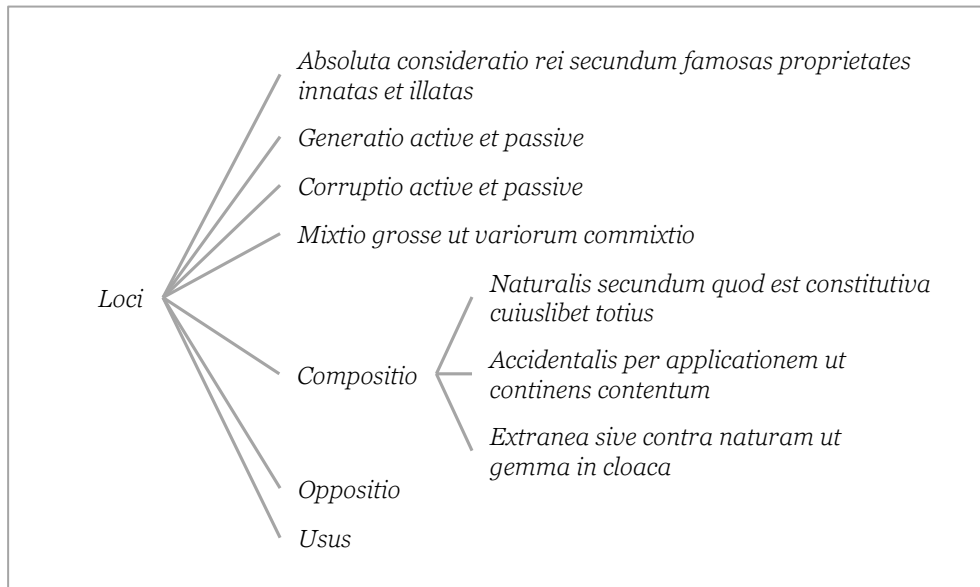 Absoluta consideratio rei secundum famosas proprietates
innatas et illatas
Generatio active et passive
Corruptio active et passive
Mixtio grosse ut variorum commixtio
Loci
Compositio
Naturalis secundum quod est constitutiva
cuiuslibet totius
Accidentalis per applicationem ut
continens contentum
Extranea sive contra naturam ut
gemma in cloaca
Oppositio
Usus